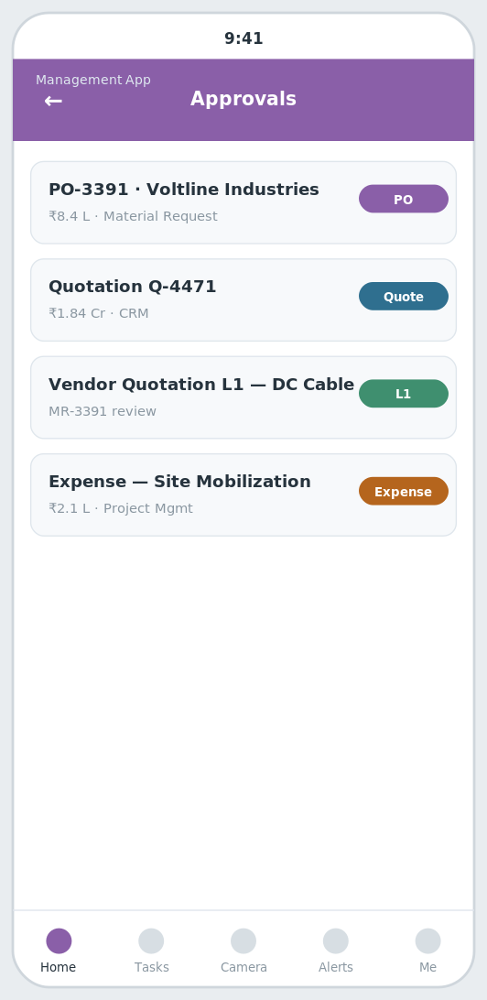 9:41
Management App
← Approvals
PO-3391 · Voltline Industries
PO
₹8.4 L · Material Request
Quotation Q-4471
Quote
₹1.84 Cr · CRM
Vendor Quotation L1 — DC Cable
L1
MR-3391 review
Expense — Site Mobilization
Expense
₹2.1 L · Project Mgmt
Home Tasks Camera Alerts Me